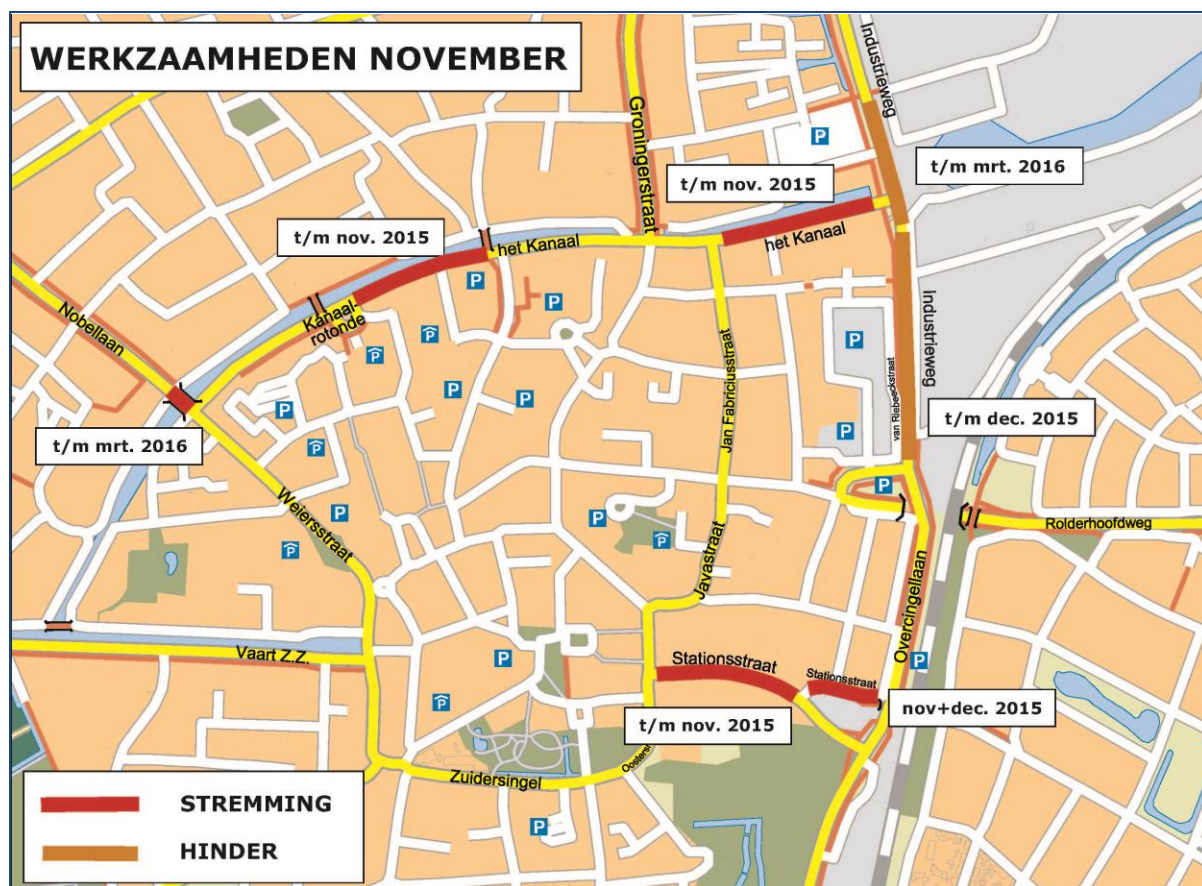 WERKZAAMHEDEN NOVEMBER
Industrieweg
Groningerstraat
P
t/m mrt. 2016
t/m nov. 2015
t/m nov. 2015
het Kanaal
het Kanaal
Nobellaan
Kanaal-
rotonde
P
P
P
P
P
P
P
P
Industrieweg
Jan Fabriciusstraat
van Riebeeckstraat
t/m dec. 2015
t/m mrt. 2016
P
P
P
Weiersstraat
P
P
P
P
Rolderhoofdweg
Javastraat
Overcingellaan
Vaart Z.Z.
P
Stationsstraat
Stationsstraat
P
P
nov+dec. 2015
t/m nov. 2015
Zuidersingel
P
STREMMING
HINDER